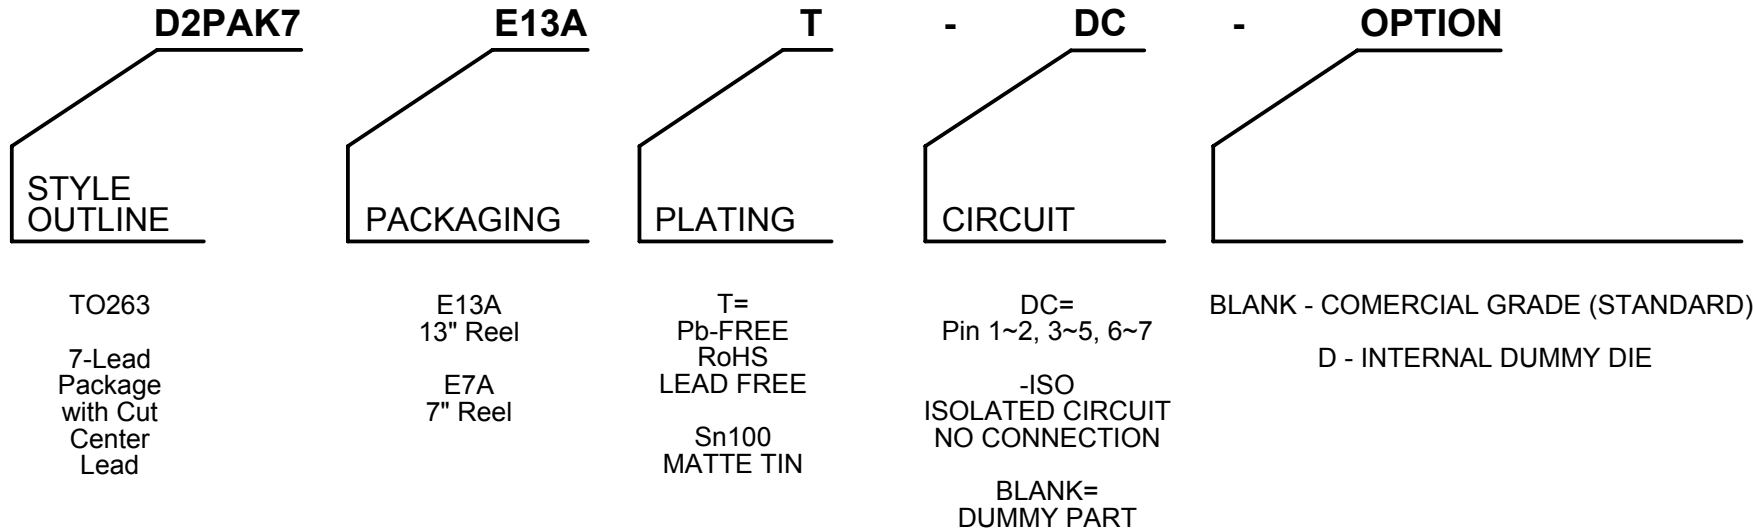 D2PAK7 E13A T - DC - OPTION
STYLE
OUTLINE
PACKAGING
PLATING
CIRCUIT
TO263
7-Lead
Package
with Cut
Center
Lead
E13A
13" Reel
E7A
7" Reel
T=
Pb-FREE
RoHS
LEAD FREE
Sn100
MATTE TIN
DC=
Pin 1~2, 3~5, 6~7
-ISO
ISOLATED CIRCUIT
NO CONNECTION
BLANK=
DUMMY PART
BLANK - COMERCIAL GRADE (STANDARD)
D - INTERNAL DUMMY DIE